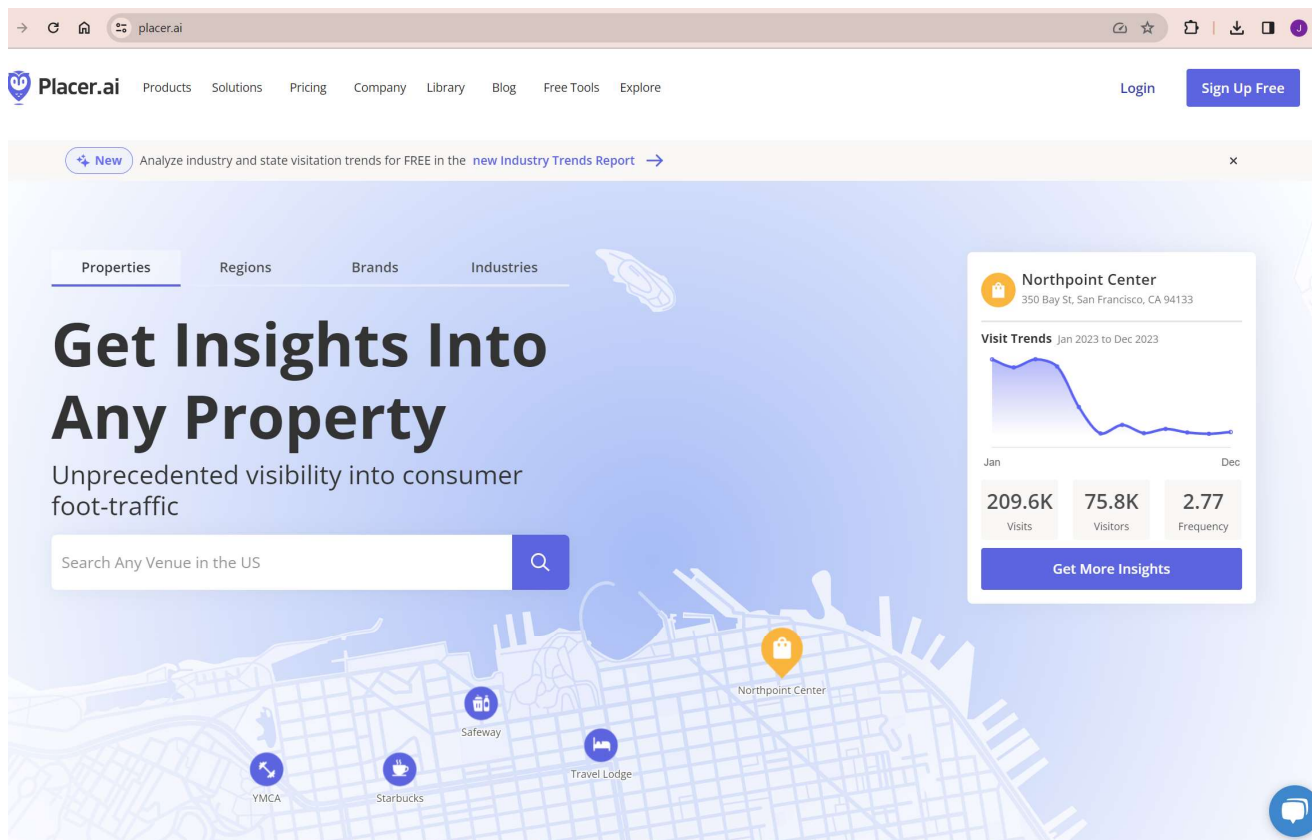 placer.ai
J
Placer.ai Products Solutions Pricing Company Library Blog Free Tools Explore Login Sign Up Free
New Analyze industry and state visitation trends for FREE in the new Industry Trends Report → ×
Properties Regions Brands Industries
Get Insights Into
Any Property
Unprecedented visibility into consumer
foot-traffic
Search Any Venue in the US
Northpoint Center
350 Bay St, San Francisco, CA 94133
Visit Trends Jan 2023 to Dec 2023
Jan Dec
209.6K 75.8K 2.77
Visits Visitors Frequency
Get More Insights
Northpoint Center
Safeway
Travel Lodge
YMCA Starbucks